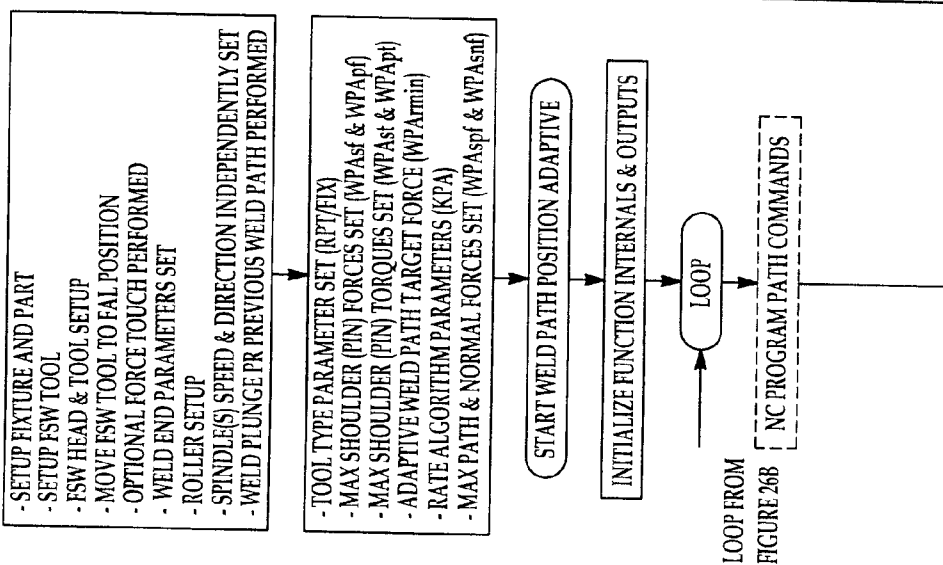 - SETUP FIXTURE AND PART
- SETUP FSW TOOL
- FSW HEAD & TOOL SETUP
- MOVE FSW TOOL TO FAL POSITION
- OPTIONAL FORCE TOUCH PERFORMED
- WELD END PARAMETERS SET
- ROLLER SETUP
- SPINDLE(S) SPEED & DIRECTION INDEPENDENTLY SET
- WELD PLUNGE PR PREVIOUS WELD PATH PERFORMED
- TOOL TYPE PARAMETER SET (RPT/FIX)
- MAX SHOULDER (PIN) FORCES SET (WPAsf & WPApf)
- MAX SHOULDER (PIN) TORQUES SET (WPAst & WPApt)
- ADAPTIVE WELD PATH TARGET FORCE (WPArmin)
- RATE ALGORITHM PARAMETERS (KPA)
- MAX PATH & NORMAL FORCES SET (WPAspf & WPAsnf)
START WELD PATH POSITION ADAPTIVE
INITIALIZE FUNCTION INTERNALS & OUTPUTS
LOOP
LOOP FROM
FIGURE 26B
NC PROGRAM PATH COMMANDS